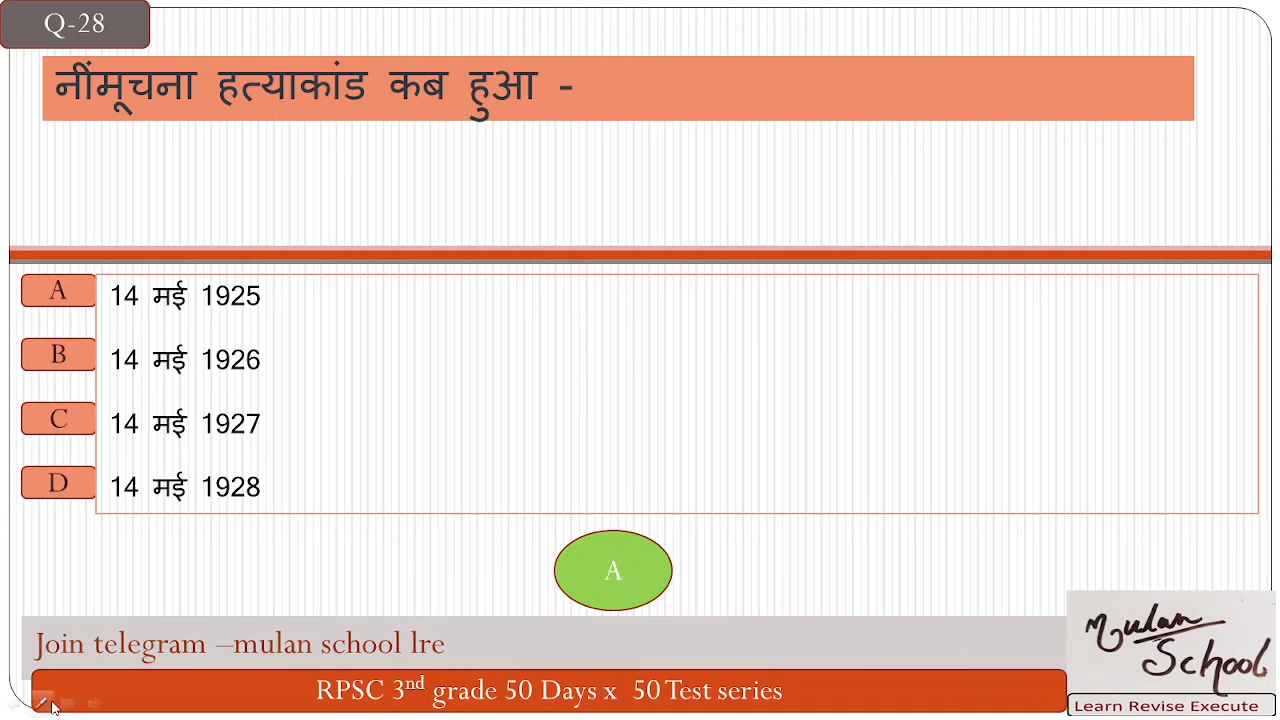 Q-28
नींमूचना हत्याकांड कब हुआ -
A 14 मई 1925
B 14 मई 1926
C 14 मई 1927
D 14 मई 1928
A
Join telegram –mulan school lre
Mulan
School
RPSC 3nd grade 50 Days x 50 Test series
Learn Revise Execute